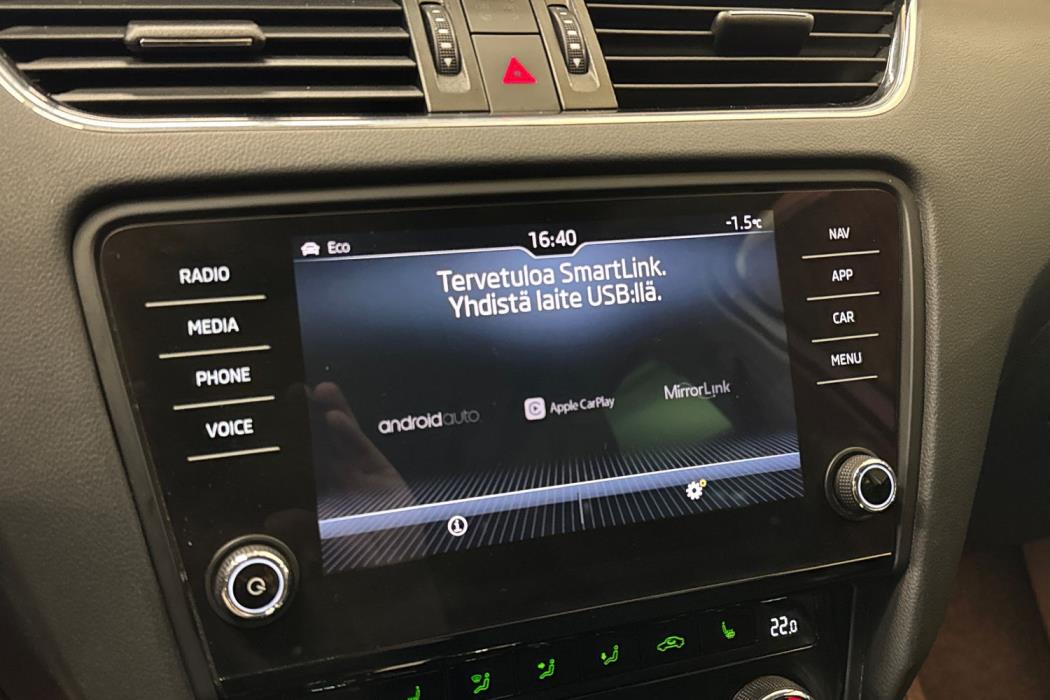 Eco
16:40
-1.5°C
Tervetuloa SmartLink.
Yhdistä laite USB:llä.
androidauto
Apple CarPlay
MirrorLink
RADIO
MEDIA
PHONE
VOICE
NAV
APP
CAR
MENU
22.0